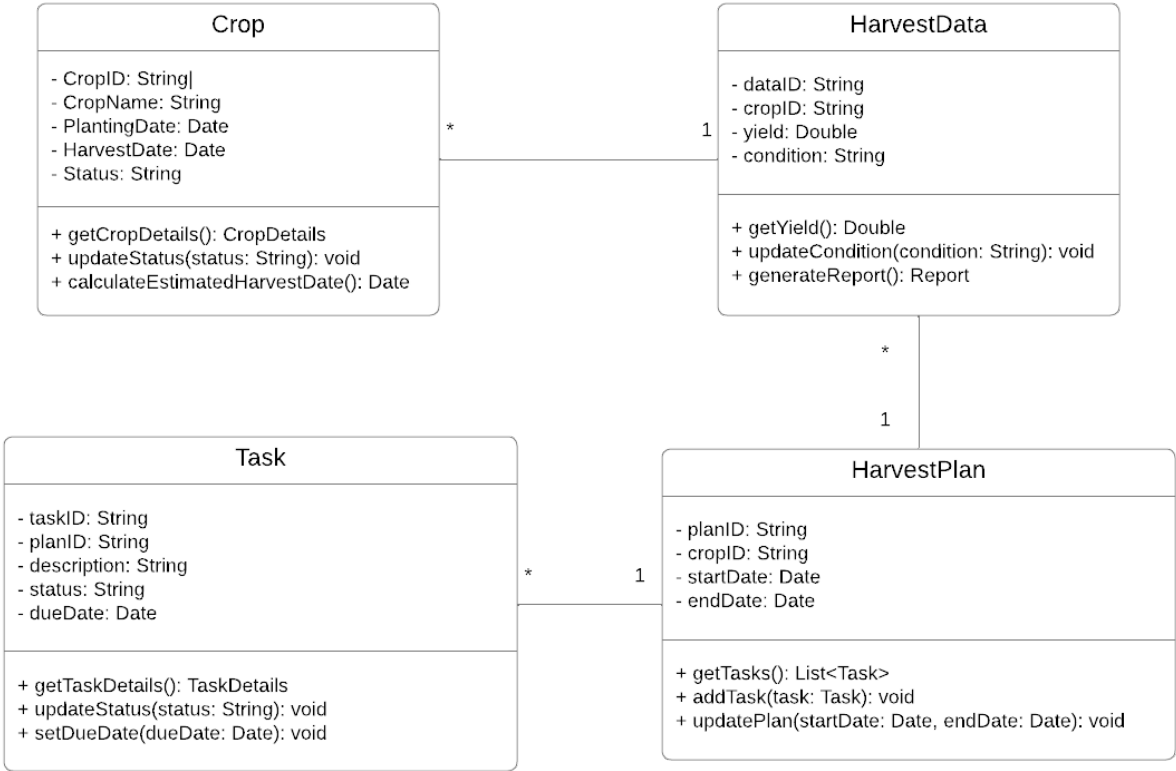 Crop
- CropID: String|
- CropName: String
- PlantingDate: Date
- HarvestDate: Date
- Status: String
+ getCropDetails(): CropDetails
+ updateStatus(status: String): void
+ calculateEstimatedHarvestDate(): Date
*
1
HarvestData
- dataID: String
- cropID: String
- yield: Double
- condition: String
+ getYield(): Double
+ updateCondition(condition: String): void
+ generateReport(): Report
*
1
Task
- taskID: String
- planID: String
- description: String
- status: String
- dueDate: Date
+ getTaskDetails(): TaskDetails
+ updateStatus(status: String): void
+ setDueDate(dueDate: Date): void
*
1
HarvestPlan
- planID: String
- cropID: String
- startDate: Date
- endDate: Date
+ getTasks(): List<Task>
+ addTask(task: Task): void
+ updatePlan(startDate: Date, endDate: Date): void